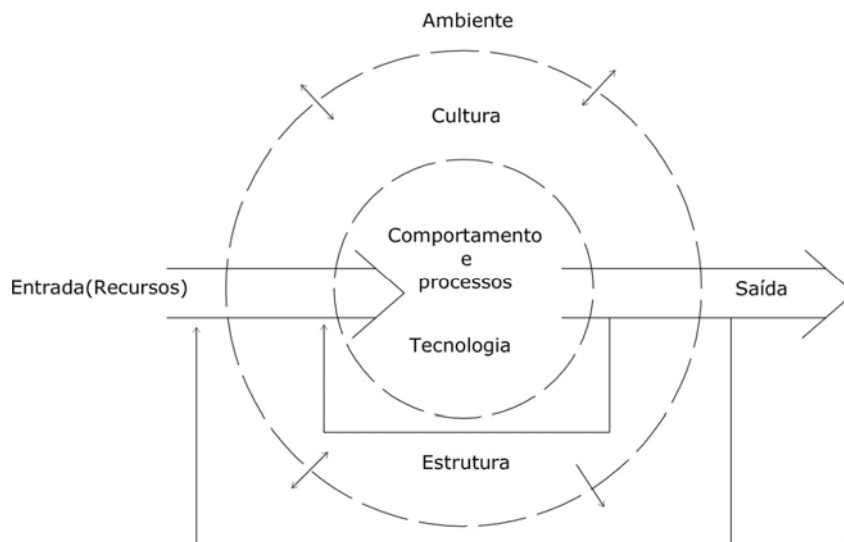 Ambiente
Cultura
Comportamento
e
processos
Entrada(Recursos)
Saída
Tecnologia
Estrutura